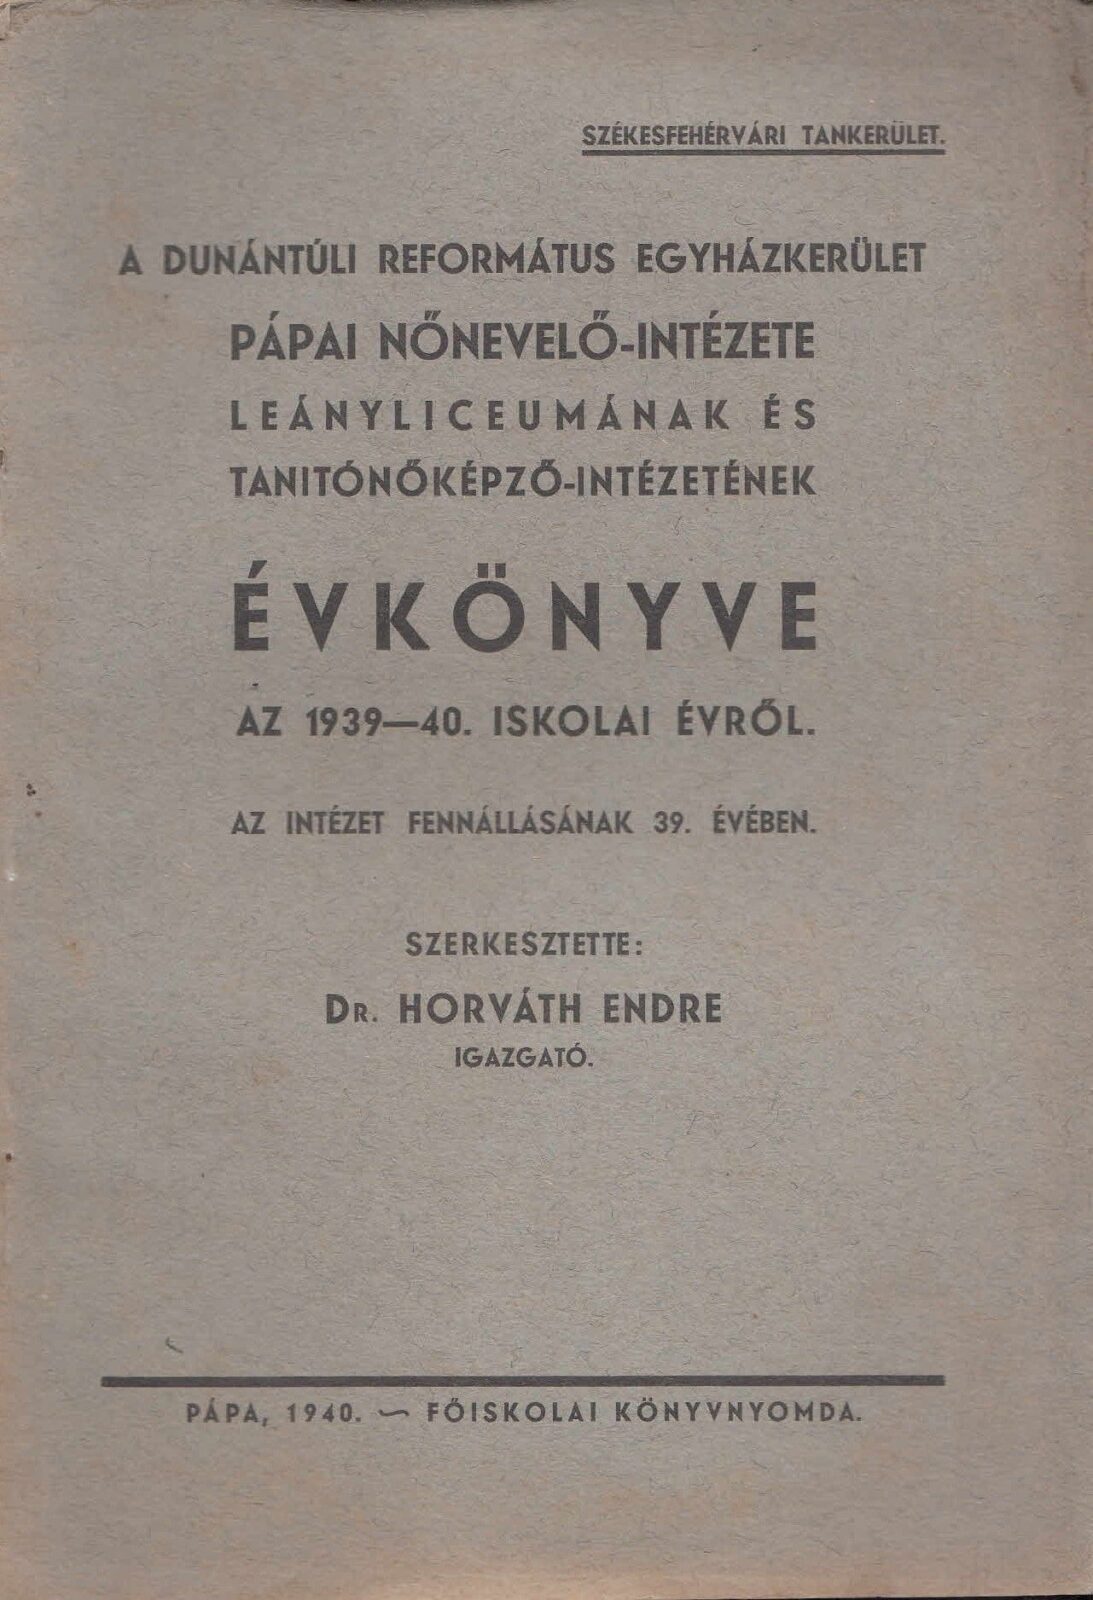 SZÉKESFEHÉRVÁRI TANKERÜLET.
A DUNÁNTÚLI REFORMÁTUS EGYHÁZKERÜLET
PÁPAI NŐNEVELŐ-INTÉZETE
LEÁNYLICEUMÁNAK ÉS
TANITÓNŐKÉPZŐ-INTÉZETÉNEK
ÉVKÖNYVE
AZ 1939—40. ISKOLAI ÉVRŐL.
AZ INTÉZET FENNÁLLÁSÁNAK 39. ÉVÉBEN.
SZERKESZTETTE:
DR. HORVÁTH ENDRE
IGAZGATÓ.
PÁPA, 1940. ~ FŐISKOLAI KÖNYVNYOMDA.